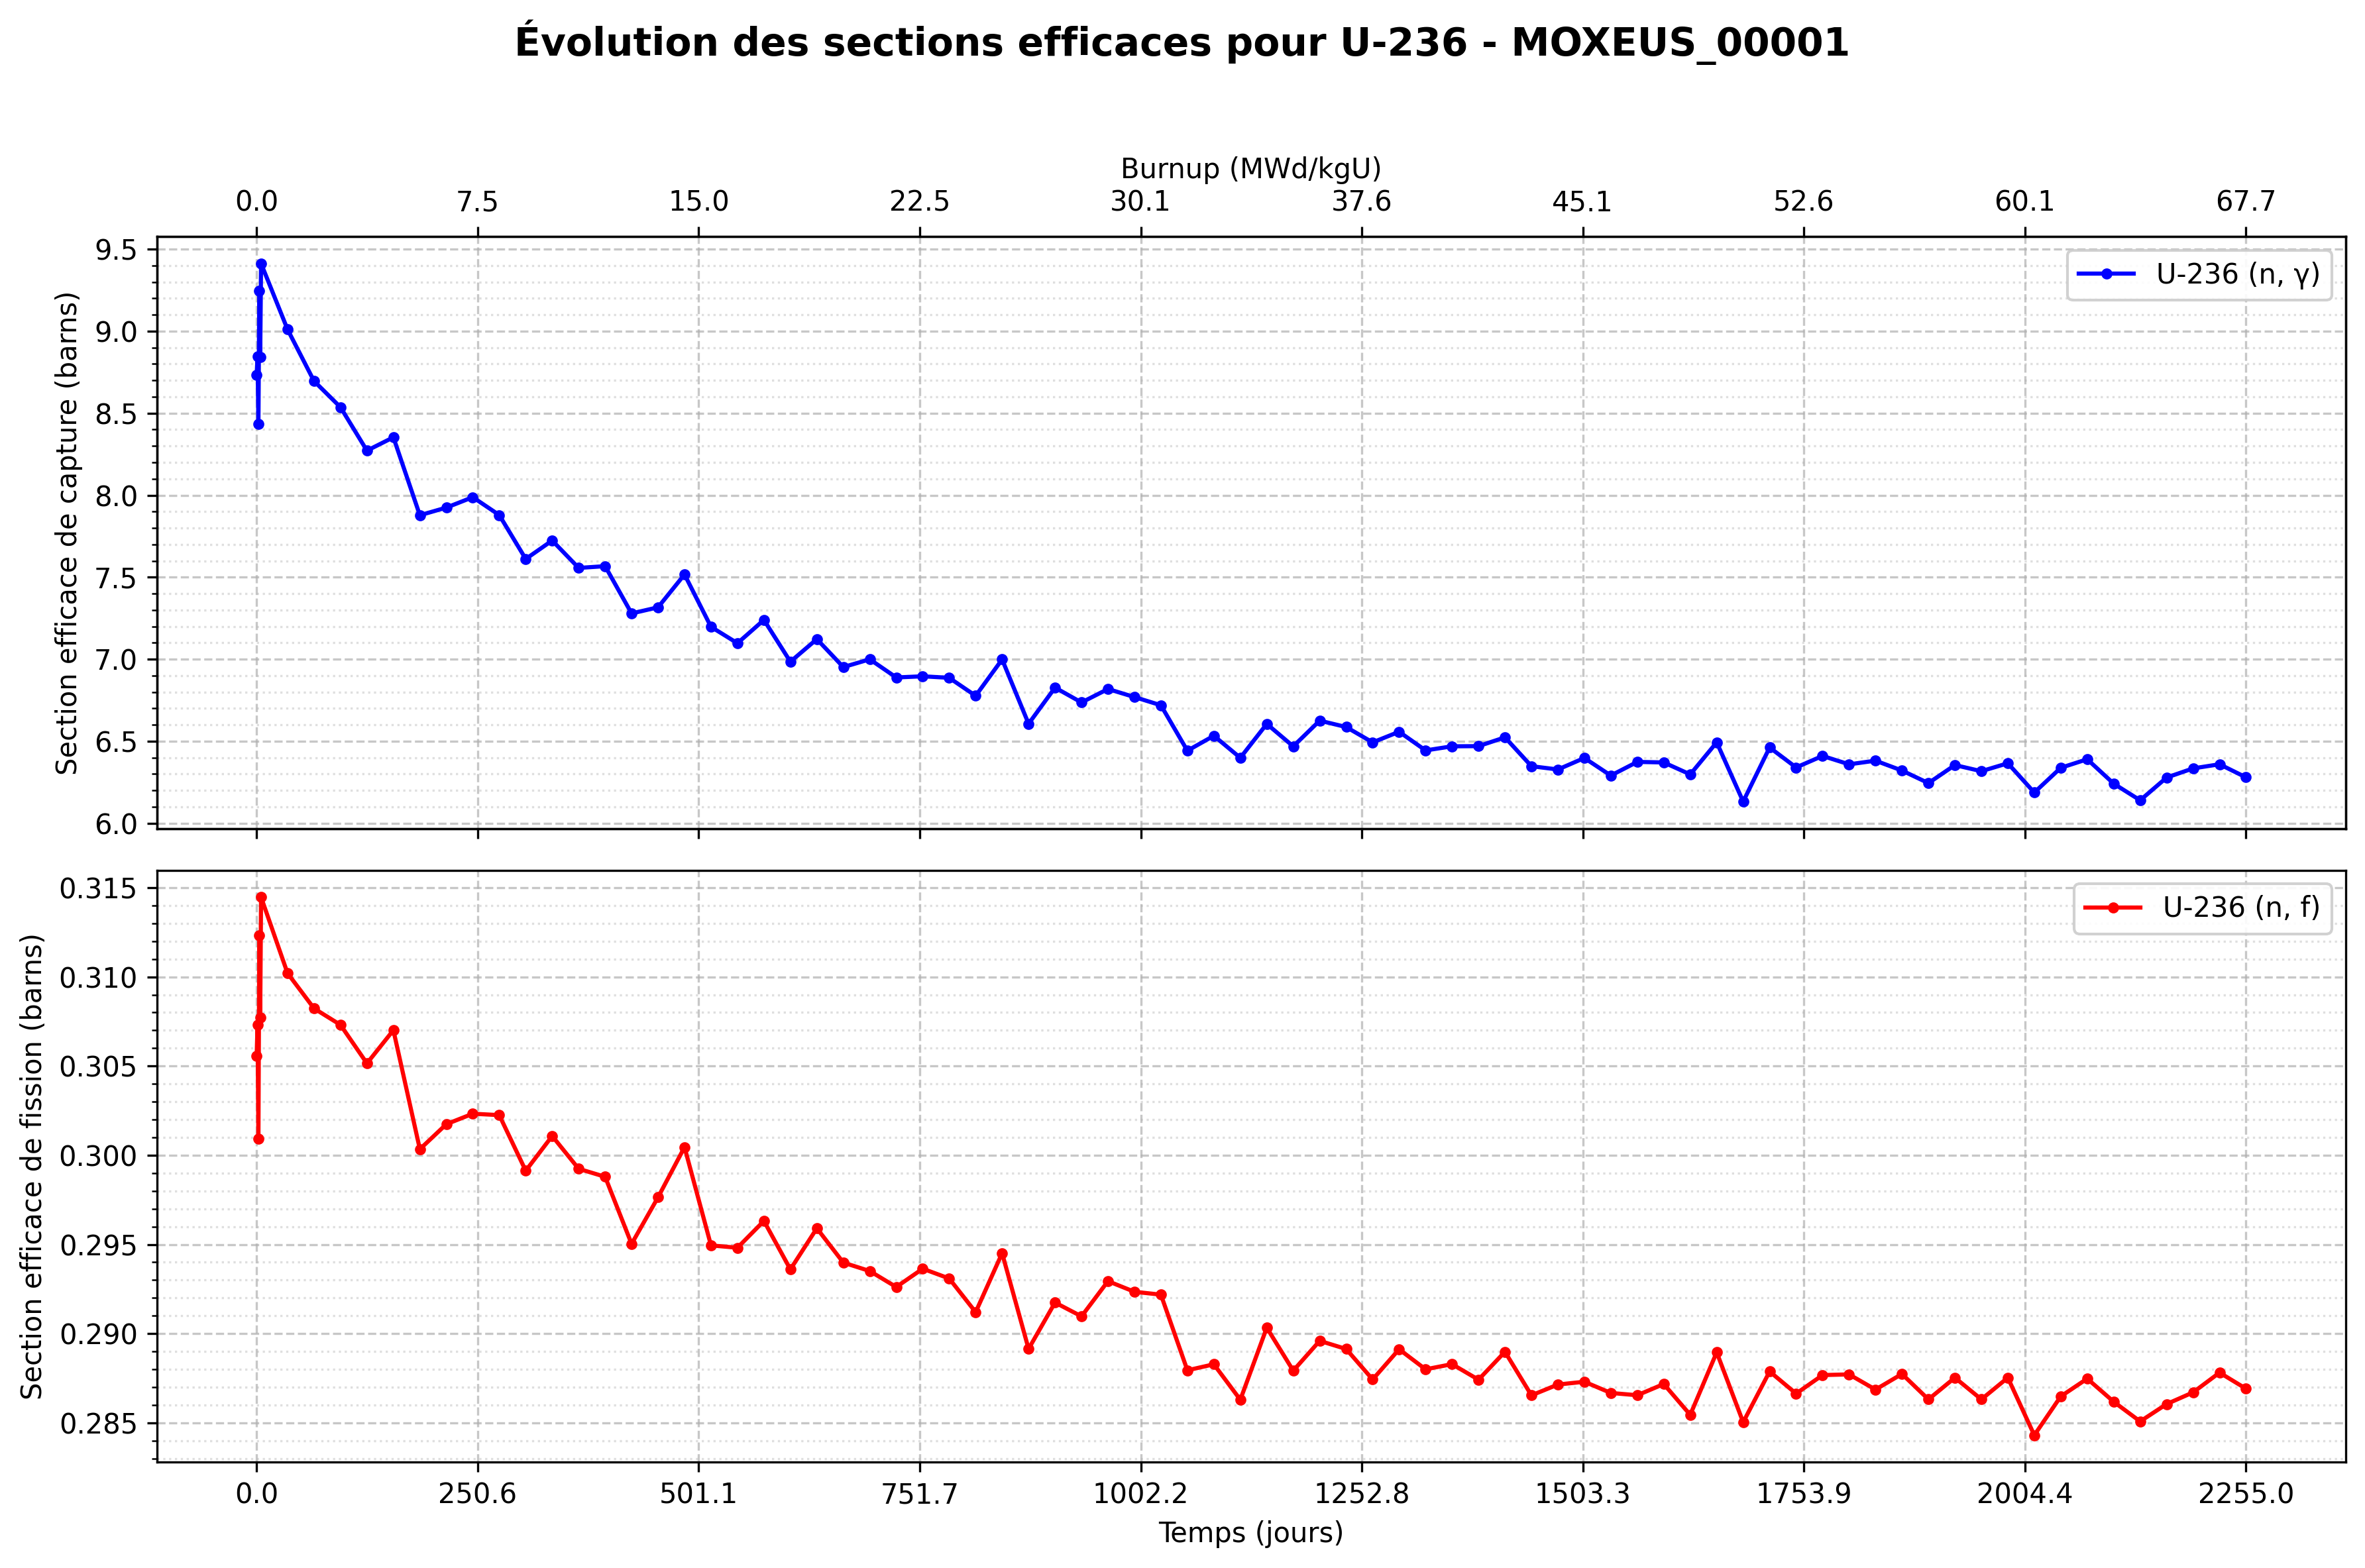 Évolution des sections efficaces pour U-236 - MOXEUS_00001
Burnup (MWd/kgU)
0.0 7.5 15.0 22.5 30.1 37.6 45.1 52.6 60.1 67.7
Section efficace de capture (barns)
9.5
9.0
8.5
8.0
7.5
7.0
6.5
6.0
U-236 (n, γ)
Section efficace de fission (barns)
0.315
0.310
0.305
0.300
0.295
0.290
0.285
U-236 (n, f)
0.0 250.6 501.1 751.7 1002.2 1252.8 1503.3 1753.9 2004.4 2255.0
Temps (jours)